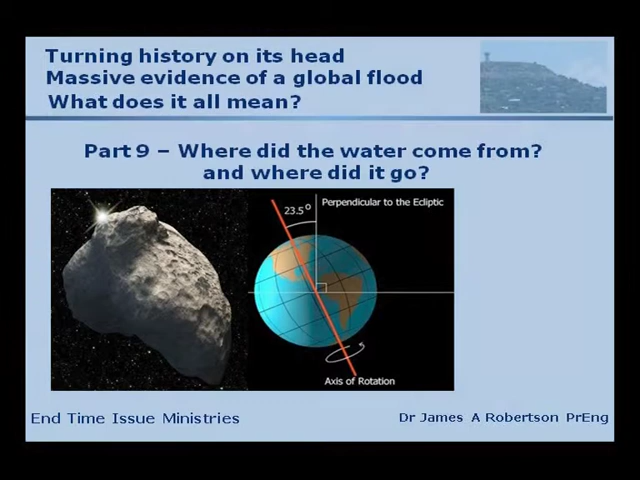 Turning history on its head
Massive evidence of a global flood
What does it all mean?
Part 9 – Where did the water come from?
and where did it go?
23.5°
Perpendicular to the Ecliptic
Axis of Rotation
End Time Issue Ministries
Dr James A Robertson PrEng